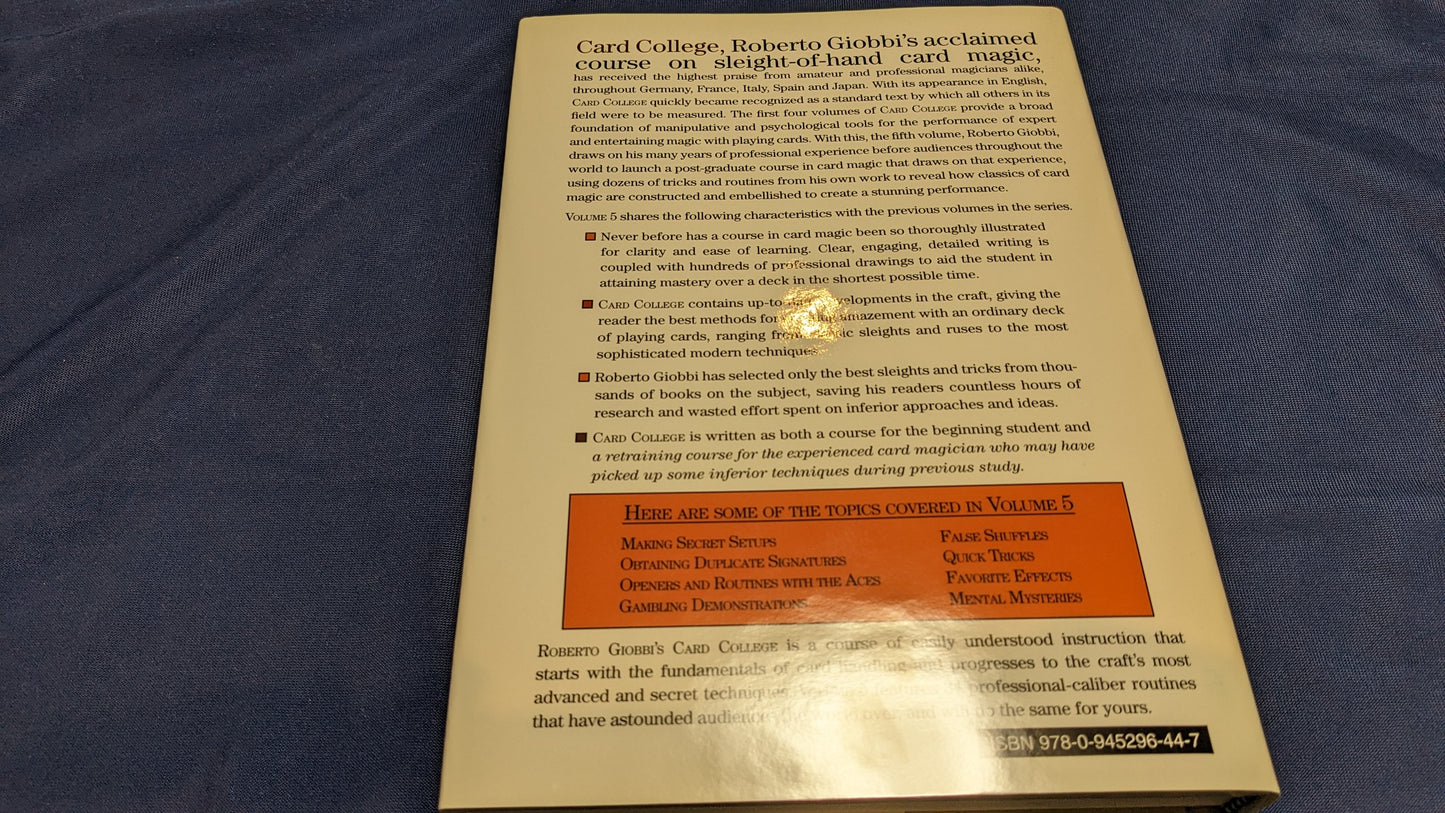 Card College, Roberto Giobbi's acclaimed
course on sleight-of-hand card magic,
has received the highest praise from amateur and professional magicians alike,
throughout Germany, France, Italy, Spain and Japan. With its appearance in English,
CARD COLLEGE quickly became recognized as a standard text by which all others in its
field were to be measured. The first four volumes of CARD COLLEGE provide a broad
foundation of manipulative and psychological tools for the performance of expert
and entertaining magic with playing cards. With this, the fifth volume, Roberto Giobbi,
draws on his many years of professional experience before audiences throughout the
world to launch a post-graduate course in card magic that draws on that experience,
using dozens of tricks and routines from his own work to reveal how classics of card
magic are constructed and embellished to create a stunning performance.
VOLUME 5 shares the following characteristics with the previous volumes in the series.
Never before has a course in card magic been so thoroughly illustrated
for clarity and ease of learning. Clear, engaging, detailed writing is
coupled with hundreds of professional drawings to aid the student in
attaining mastery over a deck in the shortest possible time.
CARD COLLEGE contains up-to developments in the craft, giving the
reader the best methods for amazement with an ordinary deck
of playing cards, ranging from sleights and ruses to the most
sophisticated modern techniques.
Roberto Giobbi has selected only the best sleights and tricks from thou-
sands of books on the subject, saving his readers countless hours of
research and wasted effort spent on inferior approaches and ideas.
CARD COLLEGE is written as both a course for the beginning student and
a retraining course for the experienced card magician who may have
picked up some inferior techniques during previous study.
HERE ARE SOME OF THE TOPICS COVERED IN VOLUME 5
MAKING SECRET SETUPS
OBTAINING DUPLICATE SIGNATURES
OPENERS AND ROUTINES WITH THE ACES
GAMBLING DEMONSTRATIONS
FALSE SHUFFLES
QUICK TRICKS
FAVORITE EFFECTS
MENTAL MYSTERIES
ROBERTO GIOBBI'S CARD COLLEGE is a course of easily understood instruction that
starts with the fundamentals of card handling and progresses to the craft's most
advanced and secret techniques. professional-caliber routines
that have astounded audiences the world over, and will do the same for yours.
ISBN 978-0-945296-44-7